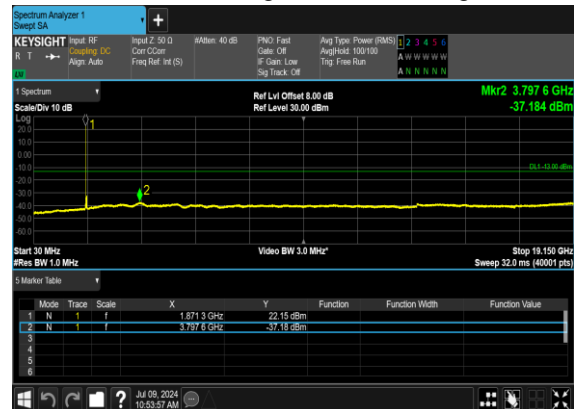 Spectrum Analyzer 1
Swept SA
+
KEYSIGHT Input: RF Input Z: 50 Ω #Atten: 40 dB PNO: Fast Avg Type: Power (RMS) 1 2 3 4 5 6
R T Coupling: DC Corr CCorr Gate: Off Avg|Hold: 100/100 A W W W W W
Align: Auto Freq Ref: Int (S) IF Gain: Low Trig: Free Run
Sig Track: Off A N N N N N
1 Spectrum Ref Lvl Offset 8.00 dB Mkr2 3.797 6 GHz
Scale/Div 10 dB Ref Level 30.00 dBm -37.184 dBm
Log
20.0
10.0
0.00
-10.0
-20.0
-30.0
-40.0
-50.0
-60.0
1
DL1 -13.00 dBm
2
Start 30 MHz Video BW 3.0 MHz* Stop 19.150 GHz
#Res BW 1.0 MHz Sweep 32.0 ms (40001 pts)
5 Marker Table
Mode Trace Scale X Y Function Function Width Function Value
1 N 1 f 1.871 3 GHz 22.15 dBm
2 N 1 f 3.797 6 GHz -37.18 dBm
3
4
5
6
? Jul 09, 2024
10:53:57 AM